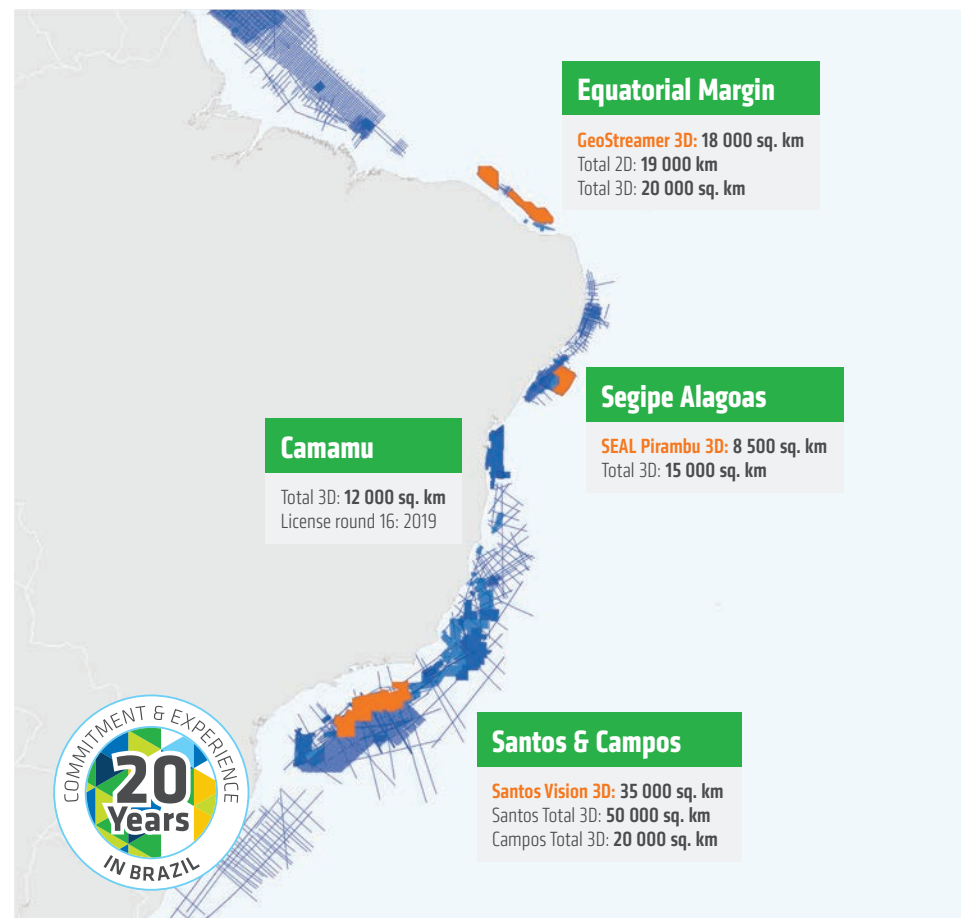 Equatorial Margin
GeoStreamer 3D: 18 000 sq. km
Total 2D: 19 000 km
Total 3D: 20 000 sq. km
Segipe Alagoas
SEAL Pirambu 3D: 8 500 sq. km
Total 3D: 15 000 sq. km
Camamu
Total 3D: 12 000 sq. km
License round 16: 2019
Santos & Campos
Santos Vision 3D: 35 000 sq. km
Santos Total 3D: 50 000 sq. km
Campos Total 3D: 20 000 sq. km
COMMITMENT & EXPERIENCE
20
Years
IN BRAZIL